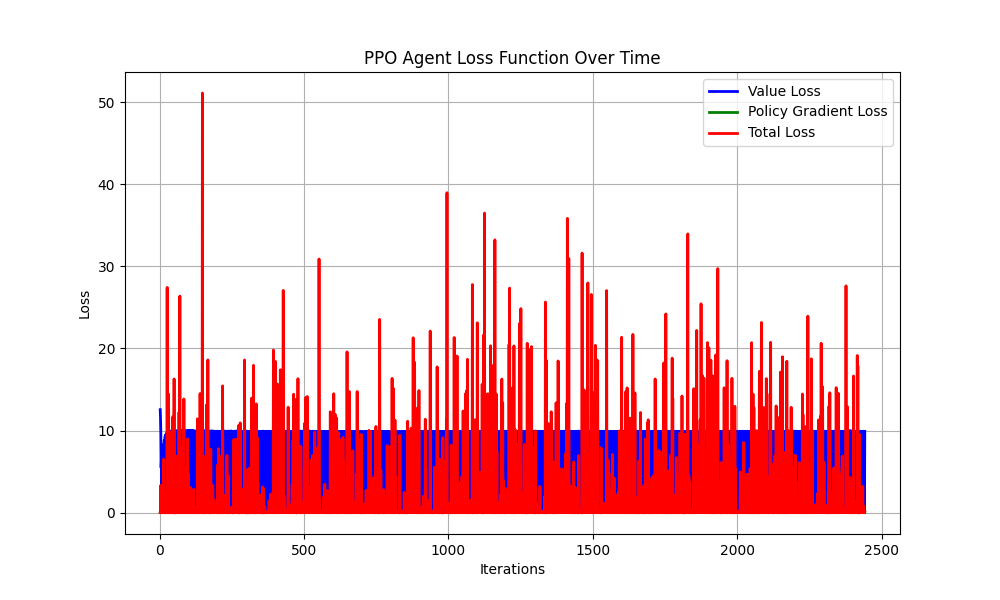 PPO Agent Loss Function Over Time
Value Loss
Policy Gradient Loss
Total Loss
50
40
30
20
10
0
Loss
0
500
1000
1500
2000
2500
Iterations